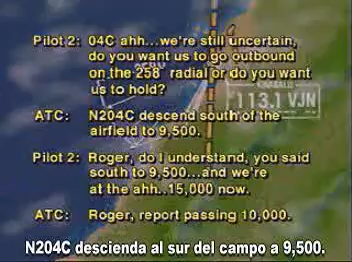 Pilot 2: 04C ahh...we're still uncertain,
do you want us to go outbound
on the 258° radial or do you want
us to hold?
113.1 VJN
ATC: N204C descend south of the
airfield to 9,500.
Pilot 2: Roger, do I understand, you said
south to 9,500...and we're
at the ahh..15,000 now.
ATC: Roger, report passing 10,000.
N204C descienda al sur del campo a 9,500.